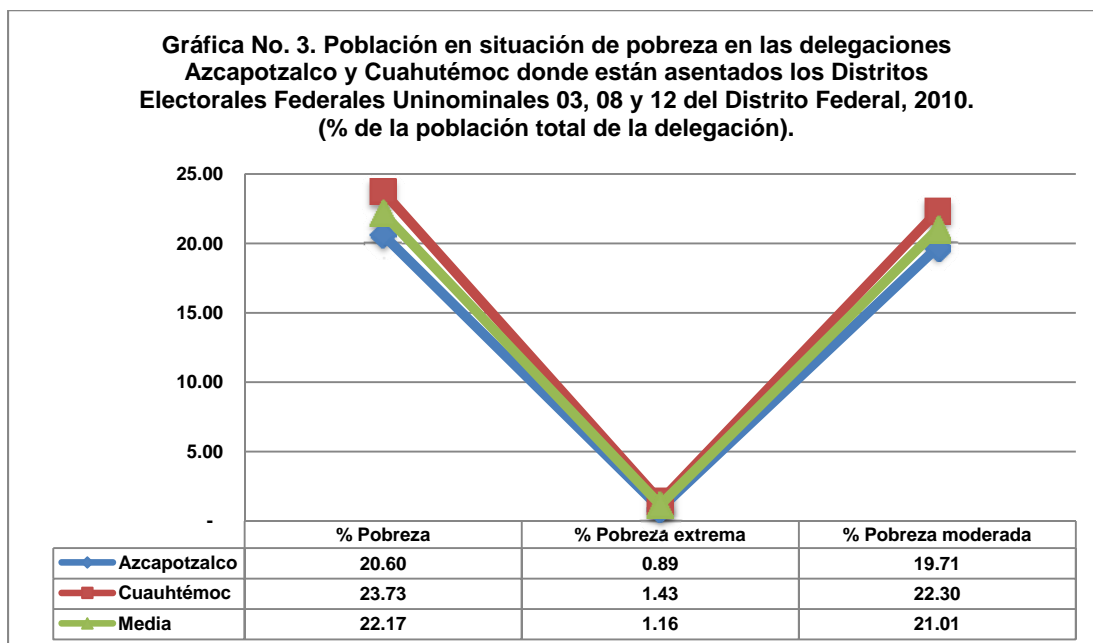 Gráfica No. 3. Población en situación de pobreza en las delegaciones
Azcapotzalco y Cuahutémoc donde están asentados los Distritos
Electorales Federales Uninominales 03, 08 y 12 del Distrito Federal, 2010.
(% de la población total de la delegación).
25.00
20.00
15.00
10.00
5.00
-
% Pobreza % Pobreza extrema % Pobreza moderada
Azcapotzalco 20.60 0.89 19.71
Cuauhtémoc 23.73 1.43 22.30
Media 22.17 1.16 21.01